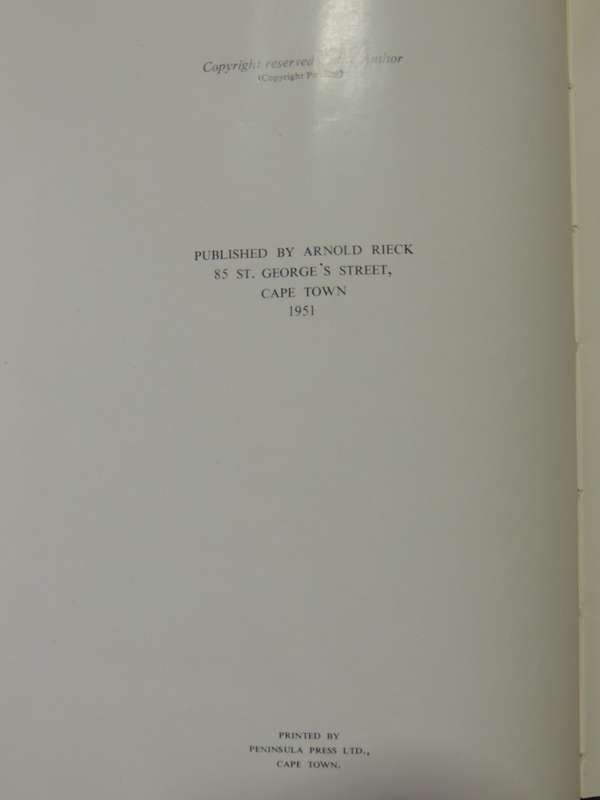 Copyright reserved Author
(Copyright
PUBLISHED BY ARNOLD RIECK
85 ST. GEORGE'S STREET,
CAPE TOWN
1951
PRINTED BY
PENINSULA PRESS LTD.,
CAPE TOWN.